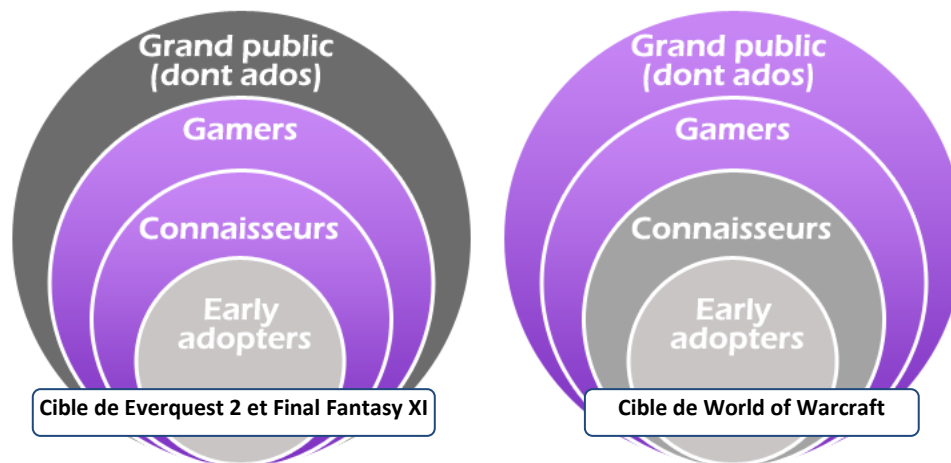 Grand public
(dont ados)
Gamers
Connaisseurs
Early
adopters
Cible de Everquest 2 et Final Fantasy XI
Grand public
(dont ados)
Gamers
Connaisseurs
Early
adopters
Cible de World of Warcraft